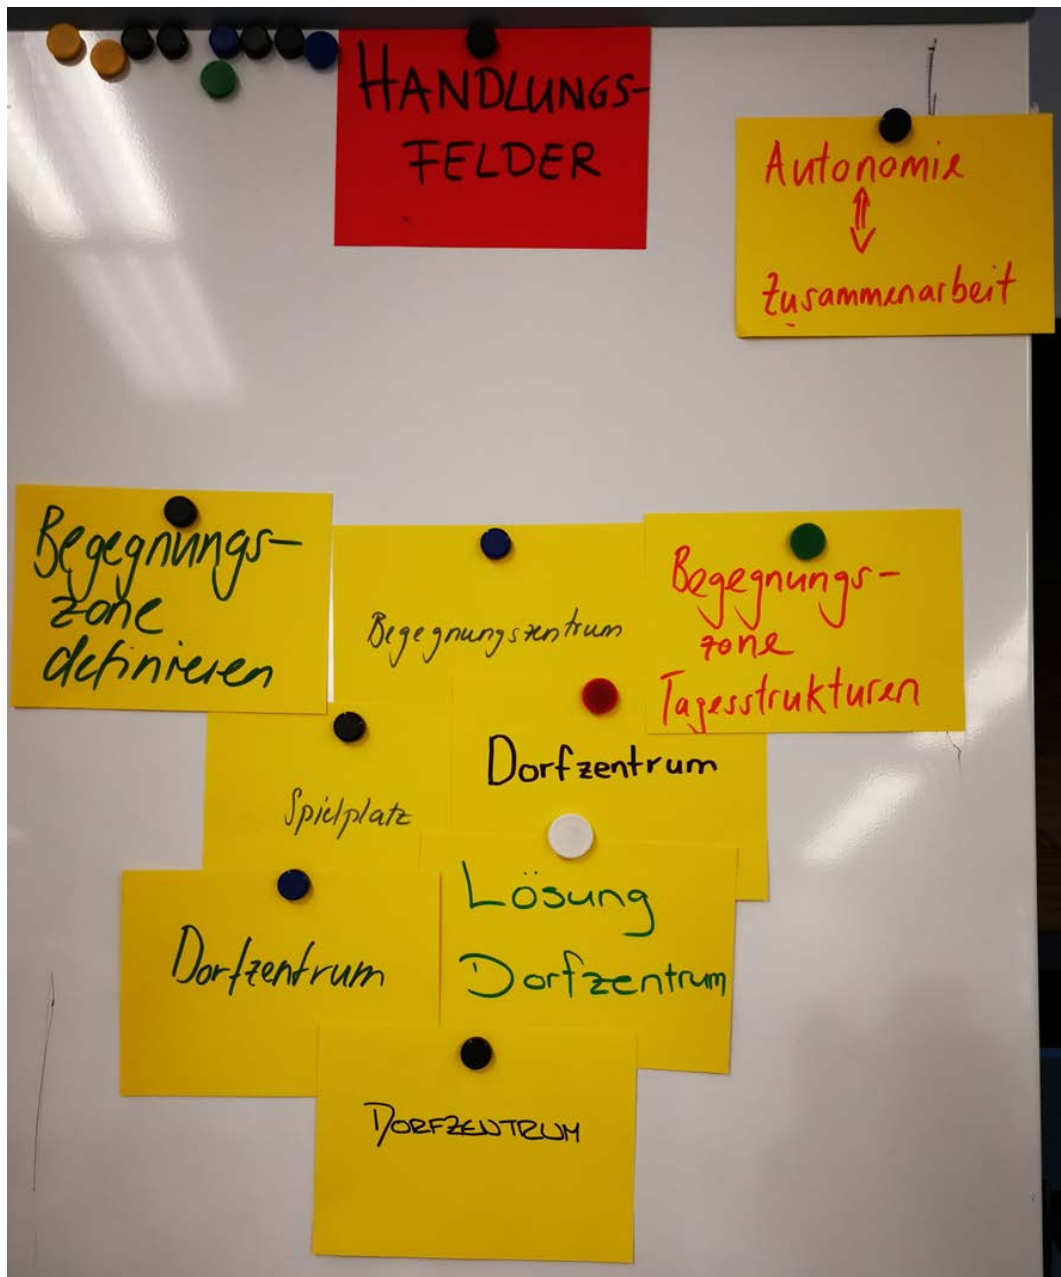 HANDLUNGS-
FELDER
Autonomie
Zusammenarbeit
Begegnungs-
zone
definieren
Begegnungszentrum
Begegnungs-
zone
Tagesstrukturen
Spielplatz
Dorfzentrum
Dorfzentrum
Lösung
Dorfzentrum
DORFZENTRUM